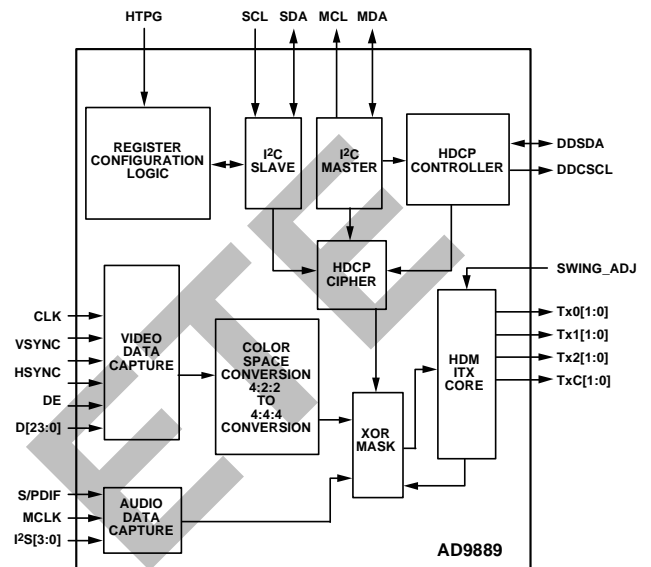 HTPG
SCL
SDA
MCL
MDA
REGISTER
CONFIGURATION
LOGIC
I2C
SLAVE
I2C
MASTER
HDCP
CONTROLLER
DDSDA
DDCSCL
HDCP
CIPHER
SWING_ADJ
CLK
VSYNC
HSYNC
DE
D[23:0]
VIDEO
DATA
CAPTURE
COLOR
SPACE
CONVERSION
4:2:2
TO
4:4:4
CONVERSION
XOR
MASK
HDM
ITX
CORE
Tx0[1:0]
Tx1[1:0]
Tx2[1:0]
TxC[1:0]
S/PDIF
MCLK
I2S[3:0]
AUDIO
DATA
CAPTURE
AD9889
ETE